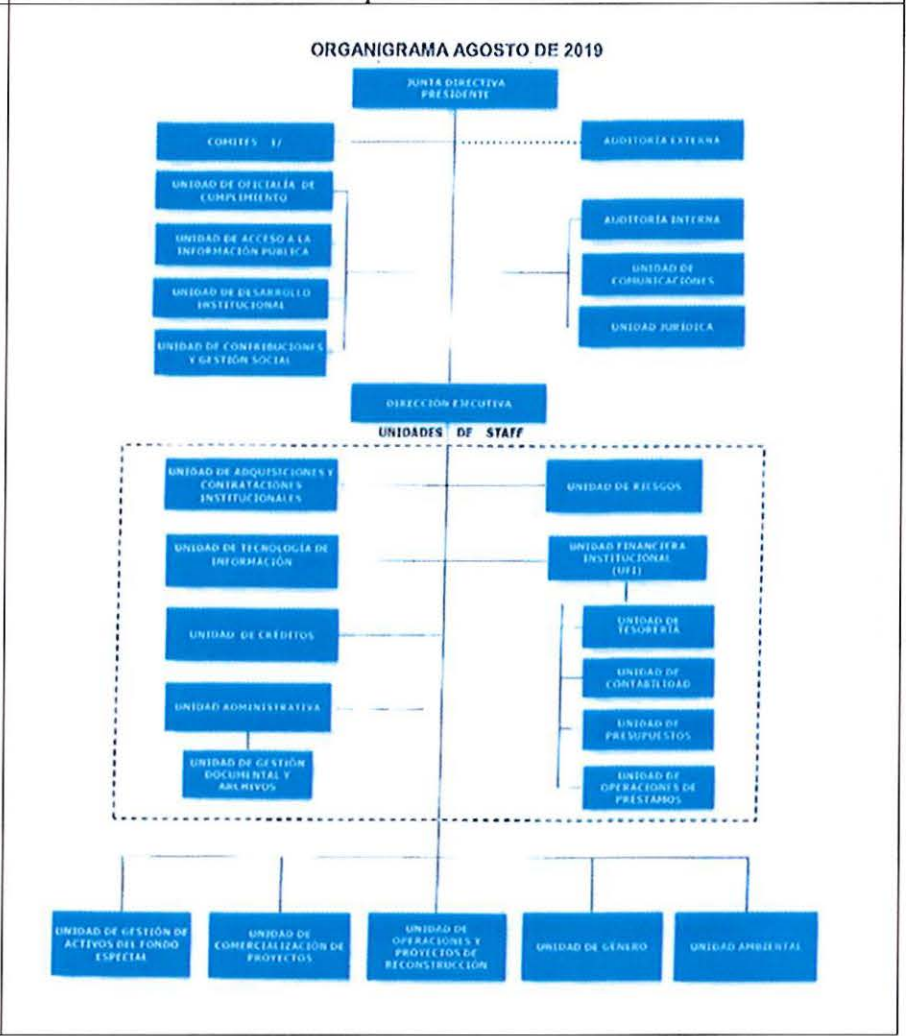 ORGANIGRAMA AGOSTO DE 2019
JUNTA DIRECTIVA
PRESIDENTE
COMITES 1/
AUDITORÍA EXTERNA
UNIDAD DE OFICIALÍA DE
CUMPLIMIENTO
UNIDAD DE ACCESO A LA
INFORMACIÓN PÚBLICA
UNIDAD DE DESARROLLO
INSTITUCIONAL
UNIDAD DE CONTRIBUCIONES
Y GESTIÓN SOCIAL
AUDITORÍA INTERNA
UNIDAD DE
COMUNICACIONES
UNIDAD JURÍDICA
DIRECCIÓN EJECUTIVA
UNIDADES DE STAFF
UNIDAD DE ADQUISICIONES Y
CONTRATACIONES
INSTITUCIONALES
UNIDAD DE RIESGOS
UNIDAD DE TECNOLOGÍA DE
INFORMACIÓN
UNIDAD FINANCIERA
INSTITUCIONAL
(UFI)
UNIDAD DE CRÉDITOS
UNIDAD ADMINISTRATIVA
UNIDAD DE GESTIÓN
DOCUMENTAL Y
ARCHIVOS
UNIDAD DE
TESORERÍA
UNIDAD DE
CONTABILIDAD
UNIDAD DE
PRESUPUESTOS
UNIDAD DE
OPERACIONES DE
PRÉSTAMOS
UNIDAD DE GESTIÓN DE
ACTIVOS DEL FONDO
ESPECIAL
UNIDAD DE
COMERCIALIZACIÓN DE
PROYECTOS
UNIDAD DE
OPERACIONES Y
PROYECTOS DE
RECONSTRUCCIÓN
UNIDAD DE GÉNERO
UNIDAD AMBIENTAL